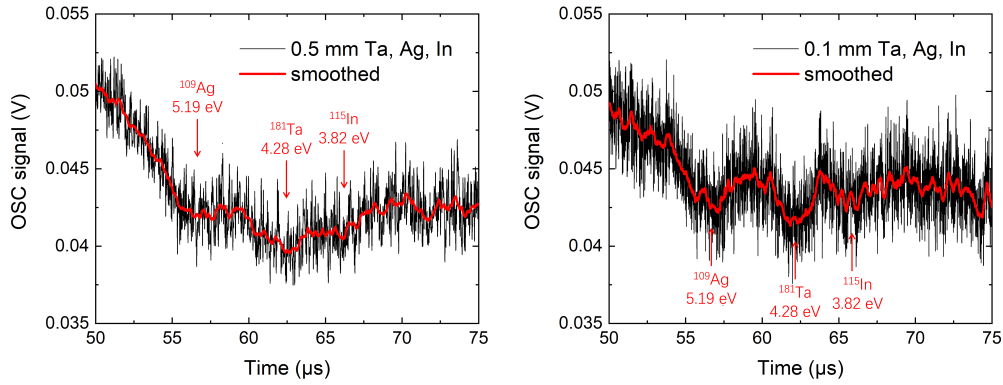 0.055
0.05
0.045
0.04
0.035
OSC signal (V)
0.5 mm Ta, Ag, In
smoothed
¹⁰⁹Ag
5.19 eV
¹⁸¹Ta
4.28 eV
¹¹⁵In
3.82 eV
50 55 60 65 70 75
Time (μs)
0.055
0.05
0.045
0.04
0.035
OSC signal (V)
0.1 mm Ta, Ag, In
smoothed
¹⁰⁹Ag
5.19 eV
¹⁸¹Ta
4.28 eV
¹¹⁵In
3.82 eV
50 55 60 65 70 75
Time (μs)